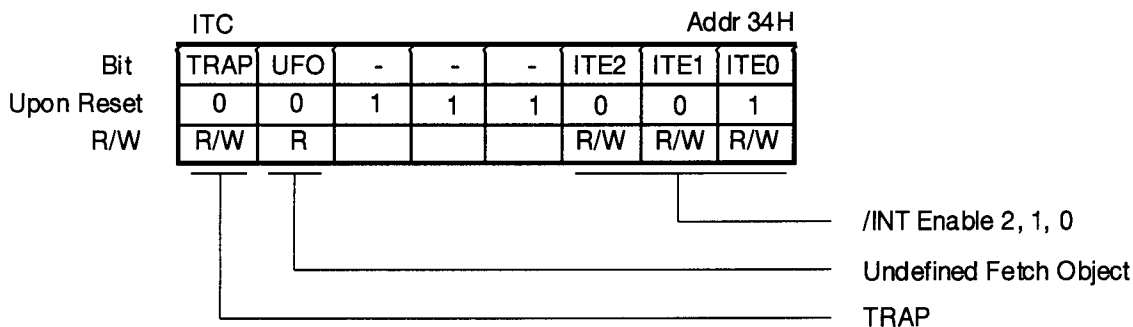 ITC Addr 34H
Bit TRAP UFO - - - ITE2 ITE1 ITE0
Upon Reset 0 0 1 1 1 0 0 1
R/W R/W R R/W R/W R/W
/INT Enable 2, 1, 0
Undefined Fetch Object
TRAP